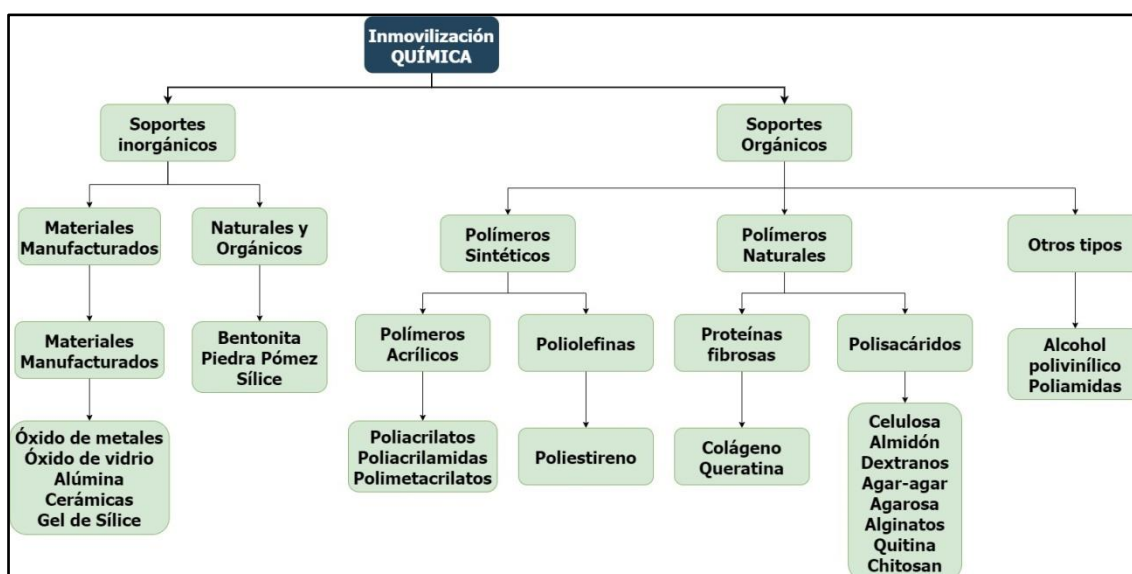 Inmovilización
QUÍMICA
Soportes
inorgánicos
Soportes
Orgánicos
Materiales
Manufacturados
Naturales y
Orgánicos
Polímeros
Sintéticos
Polímeros
Naturales
Otros tipos
Materiales
Manufacturados
Bentonita
Piedra Pómez
Sílice
Polímeros
Acrílicos
Poliolefinas
Proteínas
fibrosas
Polisacáridos
Alcohol
polivinílico
Poliamidas
Óxido de metales
Óxido de vidrio
Alúmina
Cerámicas
Gel de Sílice
Poliacrilatos
Poliacrilamidas
Polimetacrilatos
Poliestireno
Colágeno
Queratina
Celulosa
Almidón
Dextranos
Agar-agar
Agarosa
Alginatos
Quitina
Chitosan